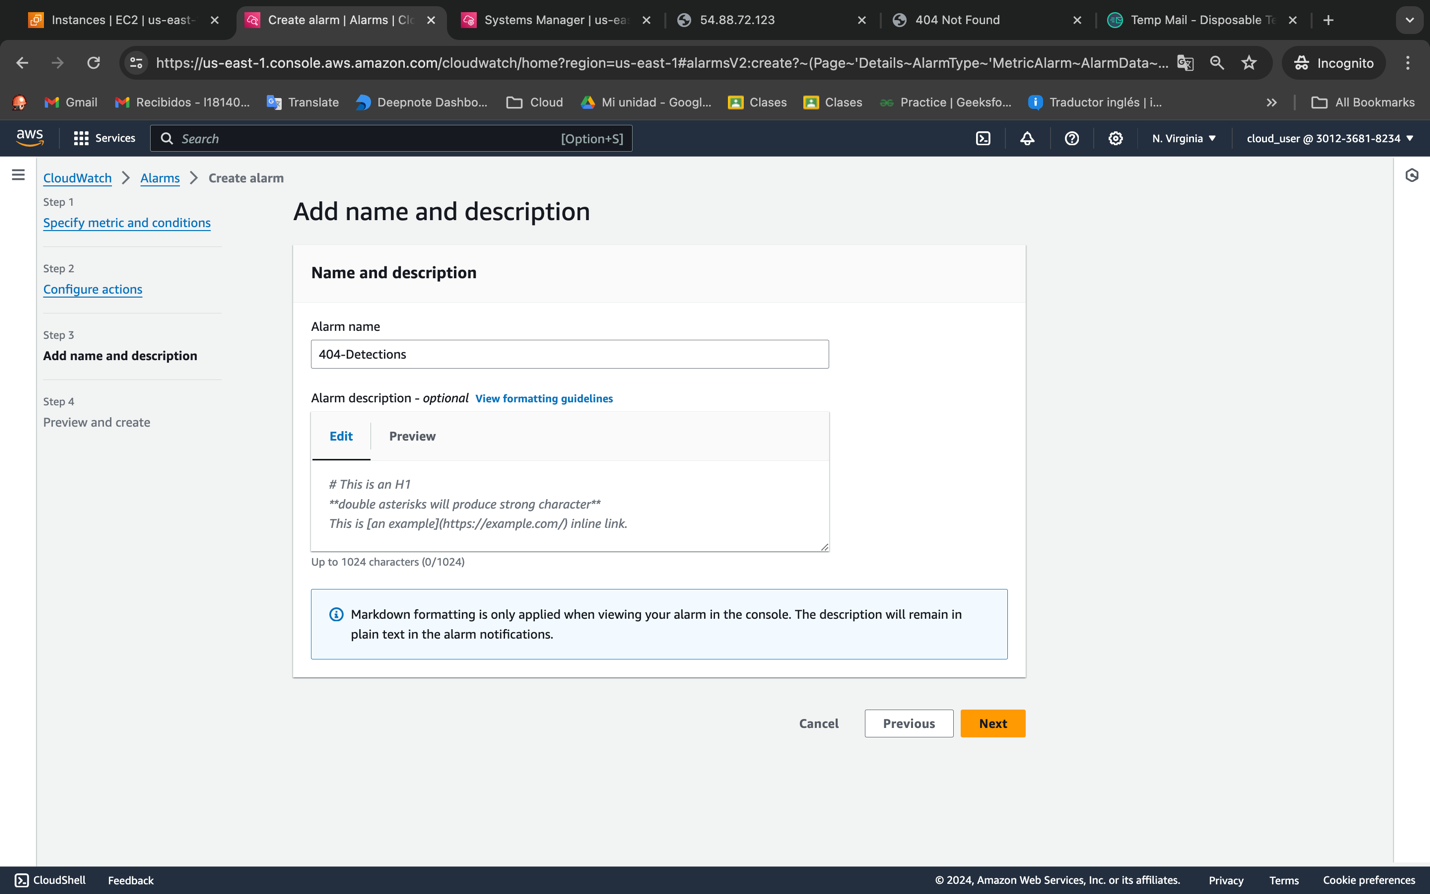 Instances | EC2 | us-east-
Create alarm | Alarms | Clo
Systems Manager | us-eas
54.88.72.123
404 Not Found
Temp Mail - Disposable Te
https://us-east-1.console.aws.amazon.com/cloudwatch/home?region=us-east-1#alarmsV2:create?~(Page~'Details~AlarmType~'MetricAlarm~AlarmData~...
Incognito
Gmail
Recibidos - l18140...
Translate
Deepnote Dashbo...
Cloud
Mi unidad - Googl...
Clases
Clases
Practice | Geeksfo...
Traductor inglés | i...
All Bookmarks
aws
Services
Search
[Option+S]
N. Virginia
cloud_user @ 3012-3681-8234
CloudWatch
Alarms
Create alarm
Step 1
Specify metric and conditions
Step 2
Configure actions
Step 3
Add name and description
Step 4
Preview and create
Add name and description
Name and description
Alarm name
404-Detections
Alarm description - optional View formatting guidelines
Edit
Preview
# This is an H1
**double asterisks will produce strong character**
This is [an example](https://example.com/) inline link.
Up to 1024 characters (0/1024)
Markdown formatting is only applied when viewing your alarm in the console. The description will remain in
plain text in the alarm notifications.
Cancel
Previous
Next
CloudShell
Feedback
© 2024, Amazon Web Services, Inc. or its affiliates.
Privacy
Terms
Cookie preferences